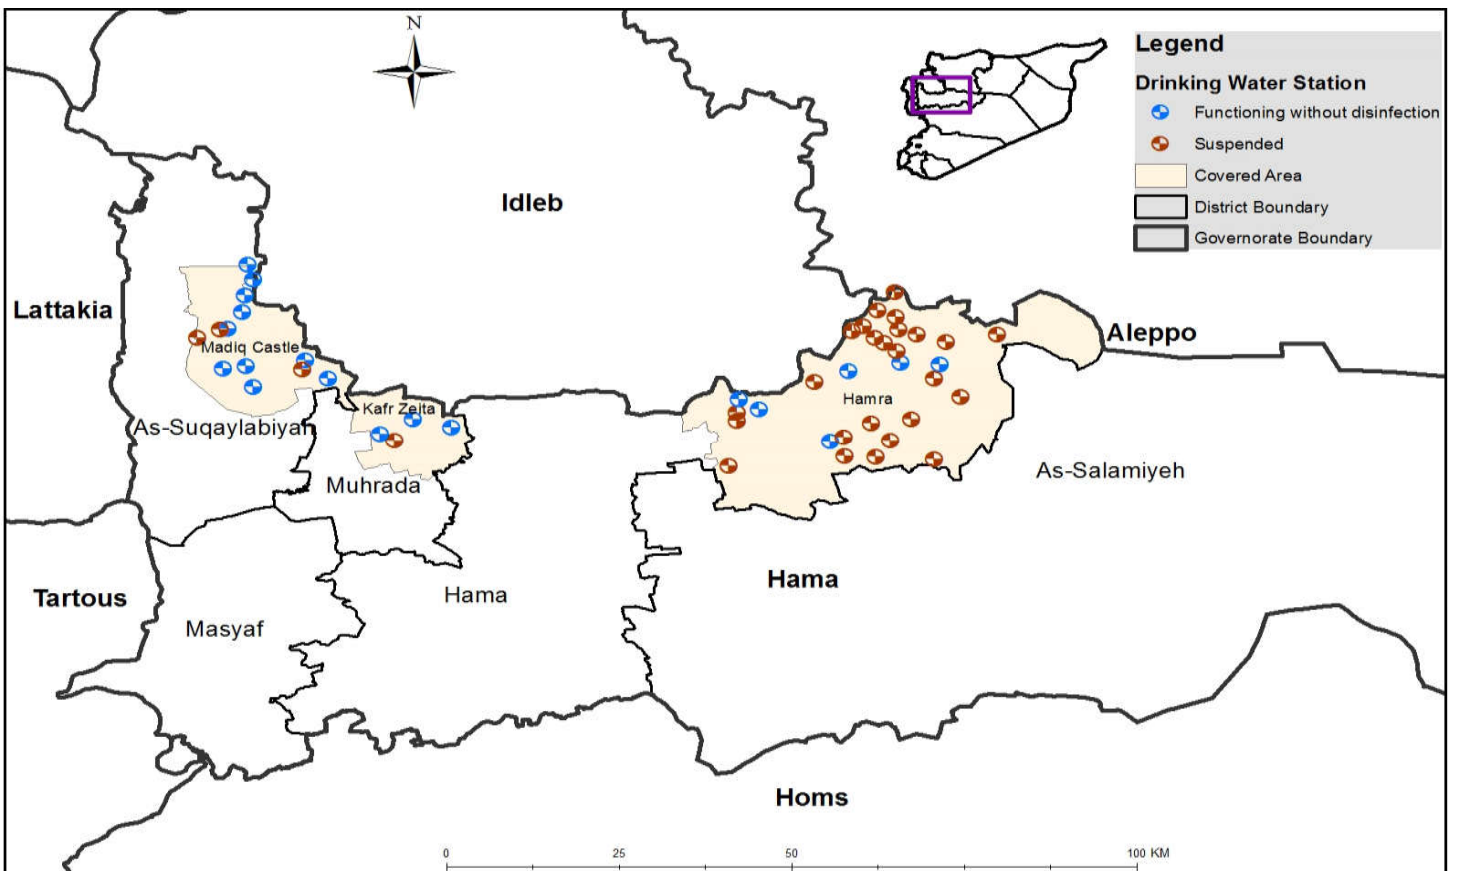 N
Legend
Drinking Water Station
Functioning without disinfection
Suspended
Covered Area
District Boundary
Governorate Boundary
Idleb
Lattakia
Aleppo
Madiq Castle
Hamra
Kafr Zeita
As-Suqaylabiyah
As-Salamiyeh
Muhrada
Hama
Tartous
Hama
Masyaf
Homs
0 25 50 100 KM